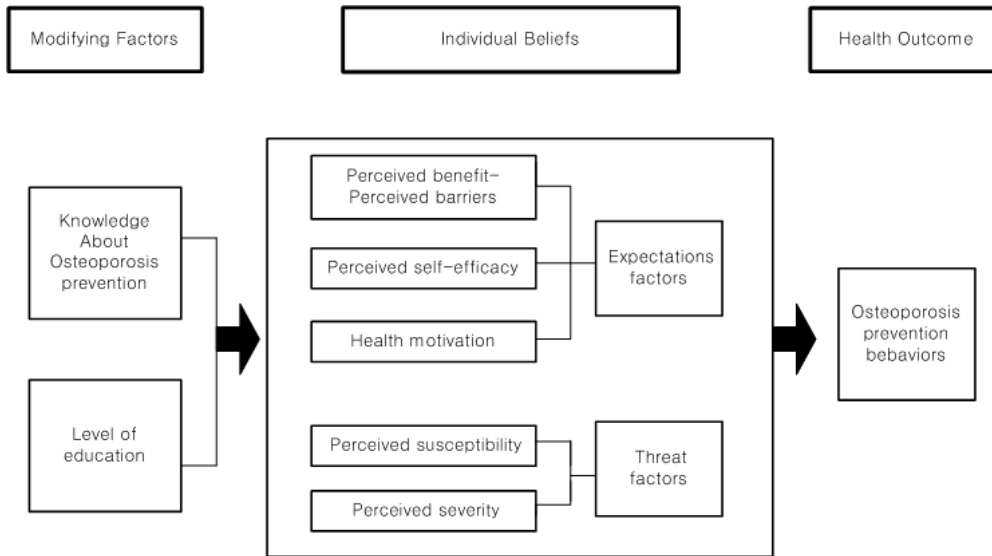 Modifying Factors
Individual Beliefs
Health Outcome
Knowledge
About
Osteoporosis
prevention
Level of
education
Perceived benefit-
Perceived barriers
Perceived self-efficacy
Health motivation
Expectations
factors
Perceived susceptibility
Perceived severity
Threat
factors
Osteoporosis
prevention
bebaviors